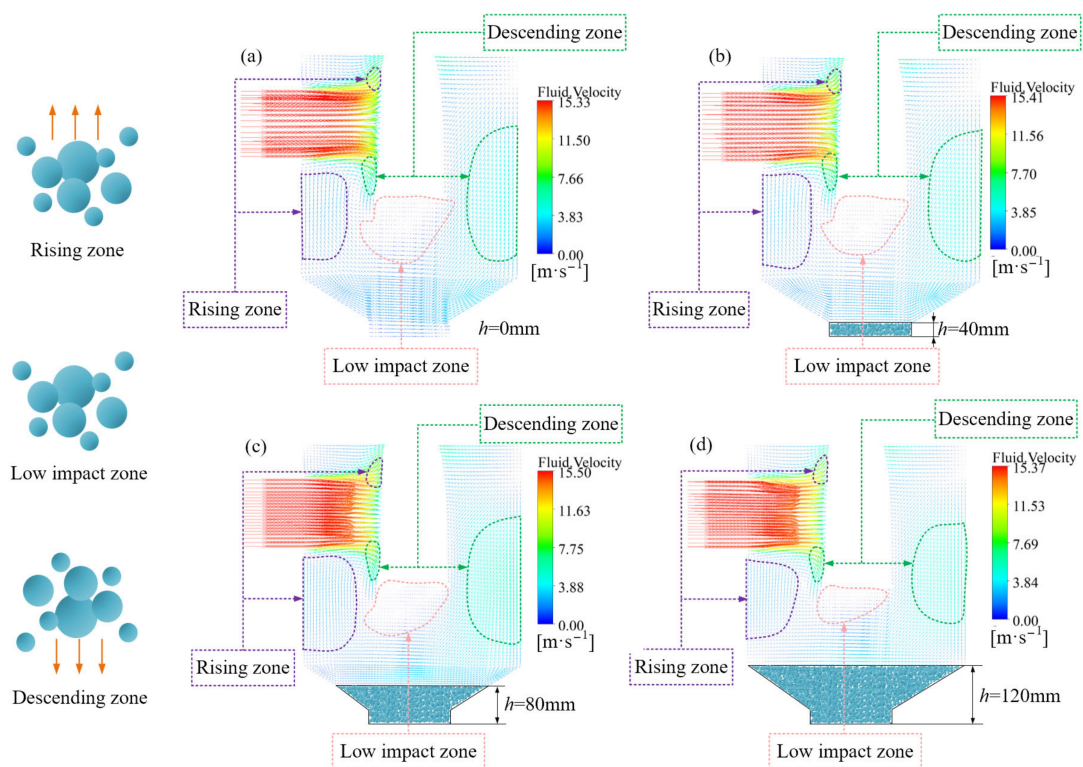 Rising zone
Low impact zone
Descending zone
(a)
Descending zone
Fluid Velocity
15.33
11.50
7.66
3.83
0.00
[m·s⁻¹]
Rising zone
h=0mm
Low impact zone
(b)
Descending zone
Fluid Velocity
15.41
11.56
7.70
3.85
0.00
[m·s⁻¹]
Rising zone
h=40mm
Low impact zone
(c)
Descending zone
Fluid Velocity
15.50
11.63
7.75
3.88
0.00
[m·s⁻¹]
Rising zone
h=80mm
Low impact zone
(d)
Descending zone
Fluid Velocity
15.37
11.53
7.69
3.84
0.00
[m·s⁻¹]
Rising zone
h=120mm
Low impact zone